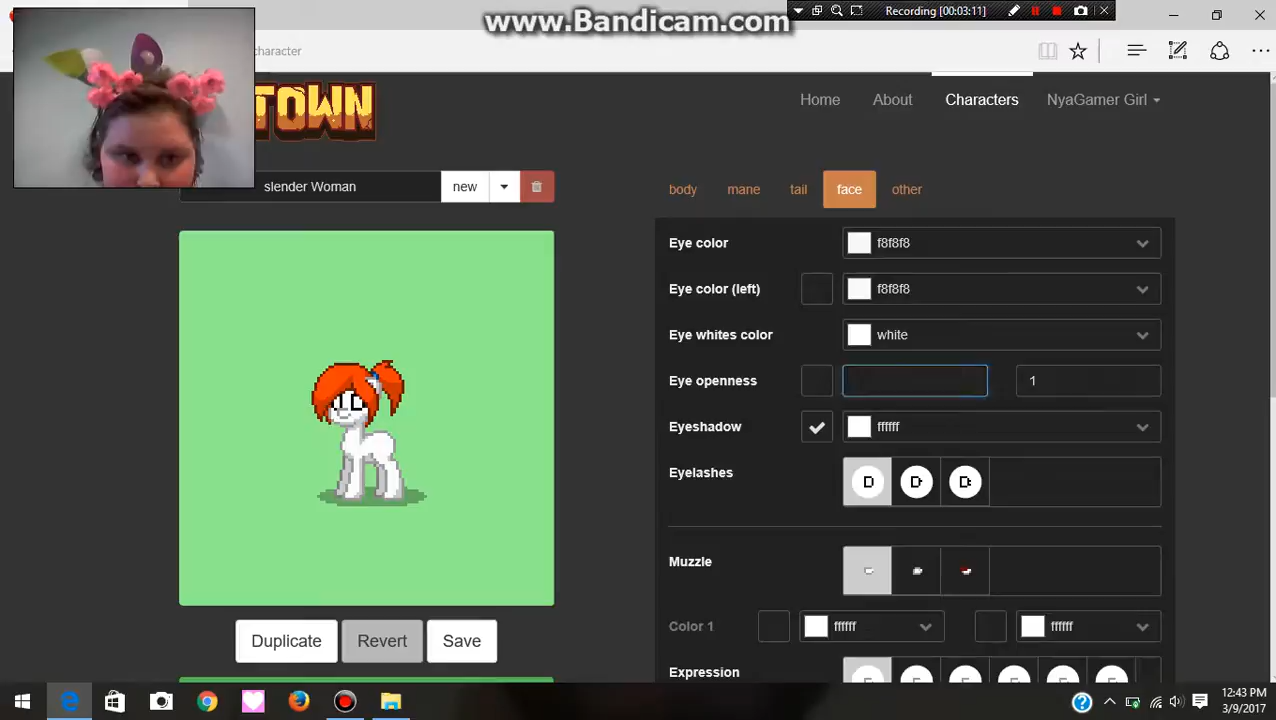 www.Bandicam.com
Recording [00:03:11]
character
TOWN
Home
About
Characters
NyaGamer Girl
slender Woman
new
body
mane
tail
face
other
Eye color
f8f8f8
Eye color (left)
f8f8f8
Eye whites color
white
Eye openness
1
Eyeshadow
ffffff
Eyelashes
Muzzle
Color 1
ffffff
ffffff
Expression
Duplicate
Revert
Save
12:43 PM
3/9/2017